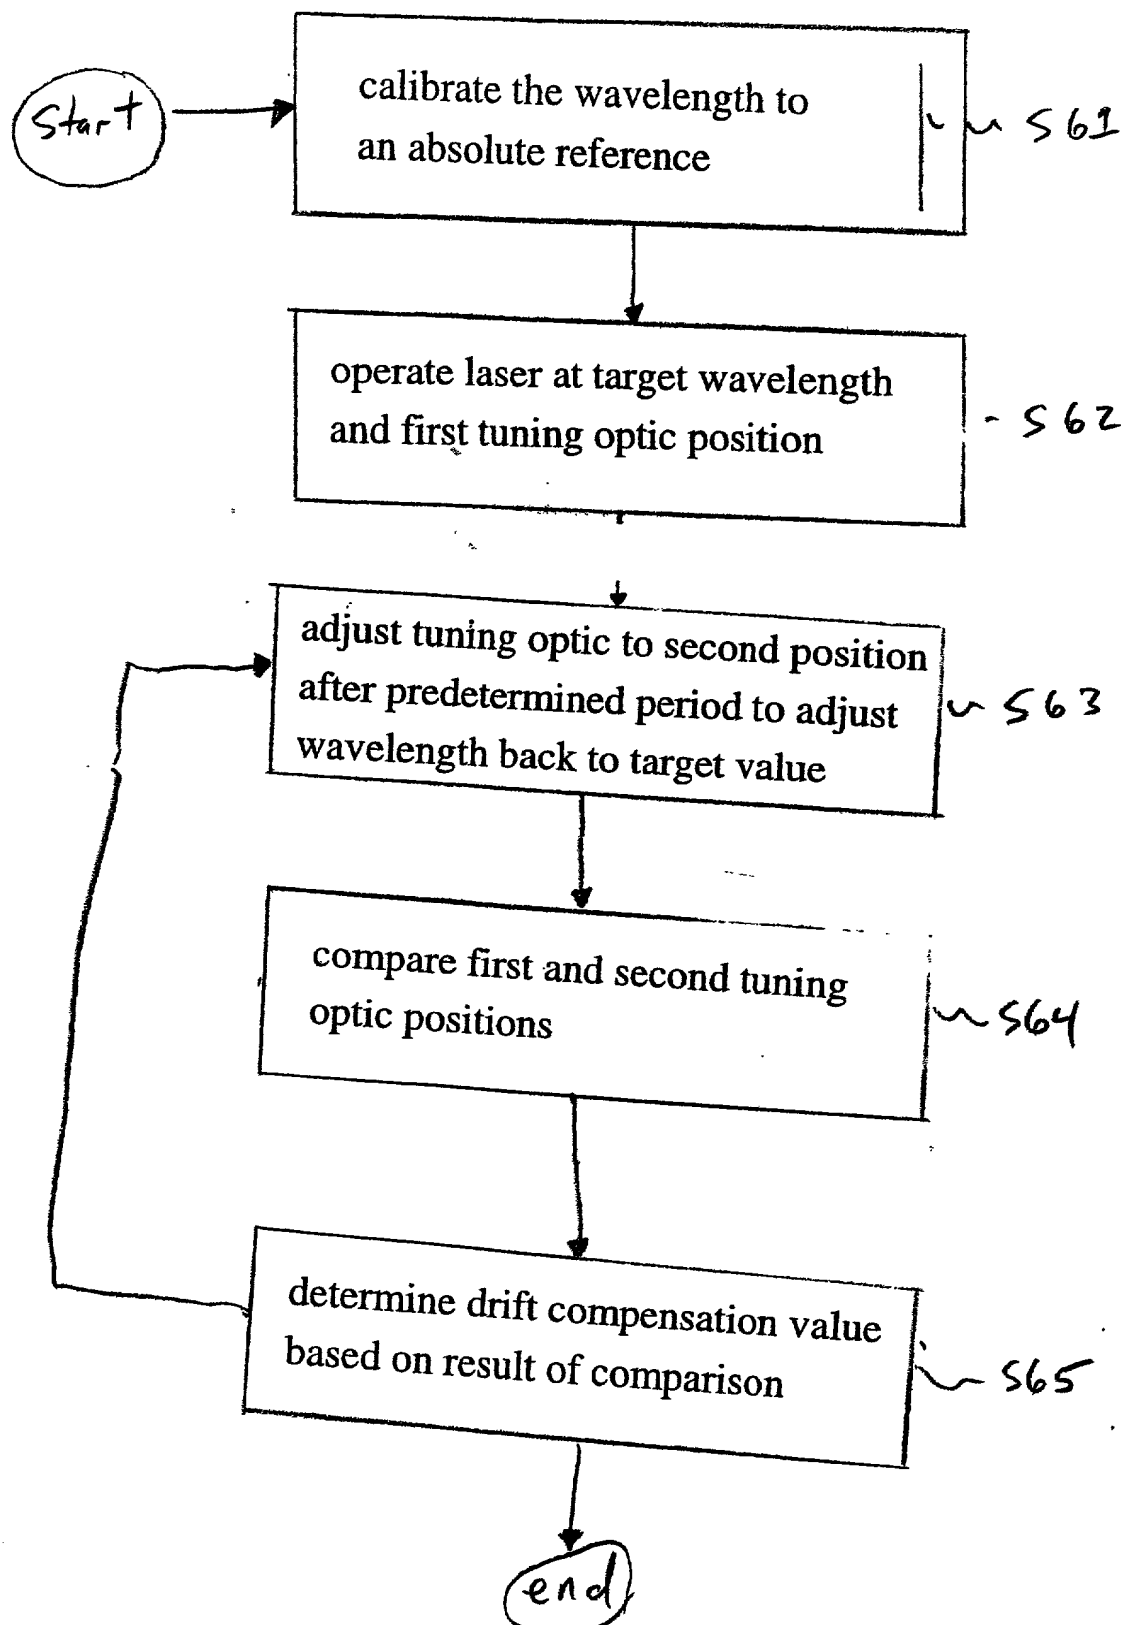 start
calibrate the wavelength to
an absolute reference
S61
operate laser at target wavelength
and first tuning optic position
S62
adjust tuning optic to second position
after predetermined period to adjust
wavelength back to target value
S63
compare first and second tuning
optic positions
S64
determine drift compensation value
based on result of comparison
S65
end